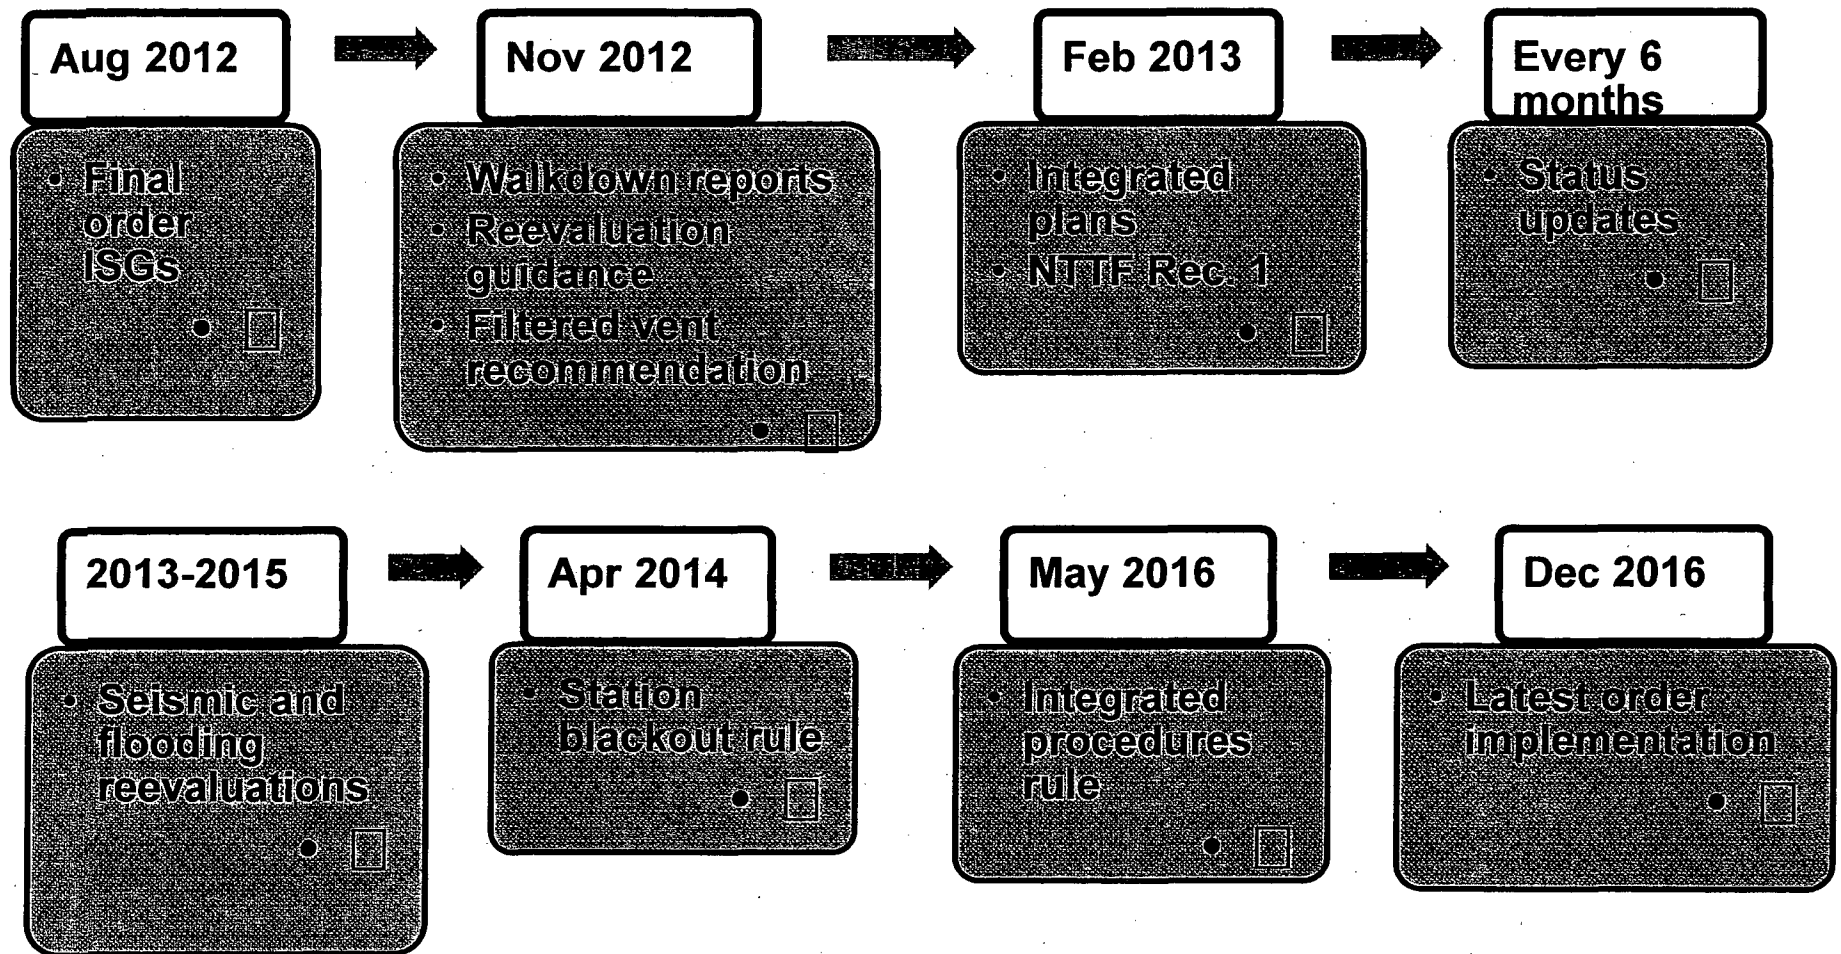 Aug 2012
Nov 2012
Feb 2013
Every 6
months
• Final
order
ISGs
• Walkdown reports
• Reevaluation
guidance
• Filtered vent
recommendation
• Integrated
plans
• NTTF Rec. 1
• Status
updates
2013-2015
Apr 2014
May 2016
Dec 2016
• Seismic and
flooding
reevaluations
• Station
blackout rule
• Integrated
procedures
rule
• Latest order
implementation